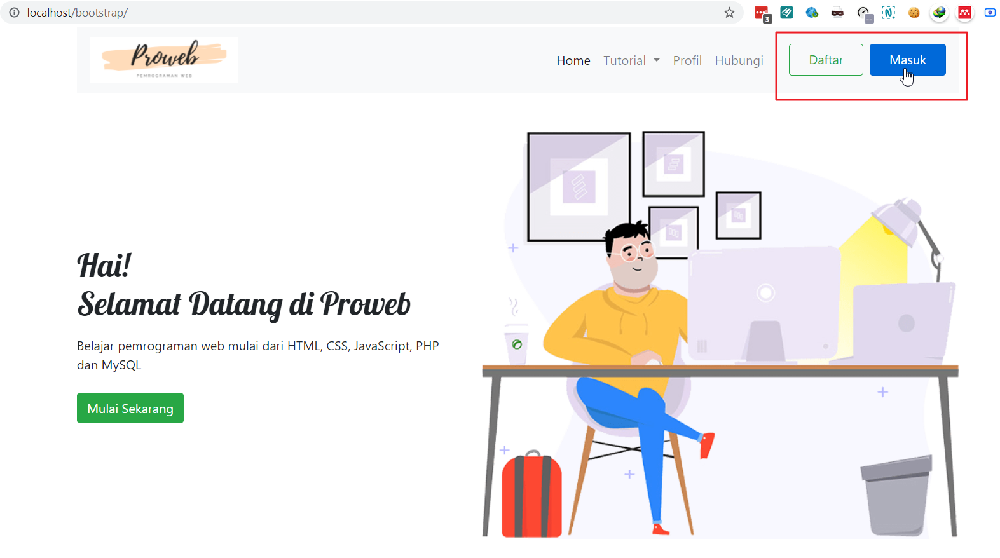 localhost/bootstrap/
3
Proweb
PEMROGRAMAN WEB
Home Tutorial Profil Hubungi Daftar Masuk
Hai!
Selamat Datang di Proweb
Belajar pemrograman web mulai dari HTML, CSS, JavaScript, PHP
dan MySQL
Mulai Sekarang